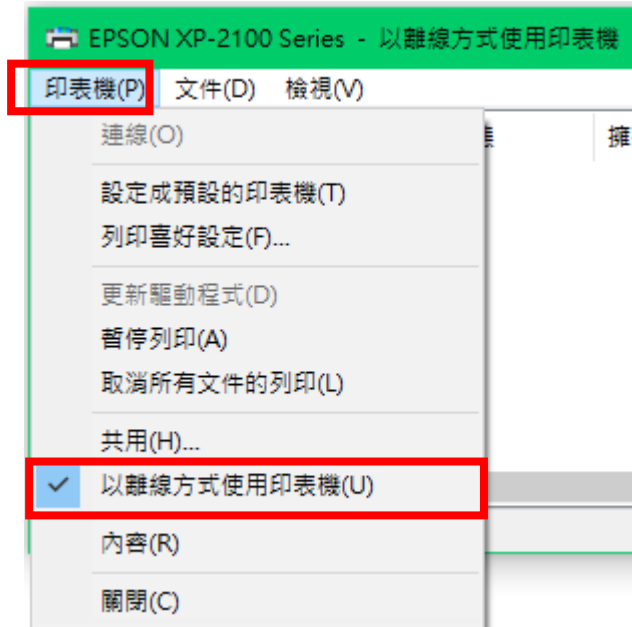 EPSON XP-2100 Series - 以離線方式使用印表機
印表機(P) 文件(D) 檢視(V)
連線(O)
擁
設定成預設的印表機(T)
列印喜好設定(F)...
更新驅動程式(D)
暫停列印(A)
取消所有文件的列印(L)
共用(H)...
以離線方式使用印表機(U)
內容(R)
關閉(C)